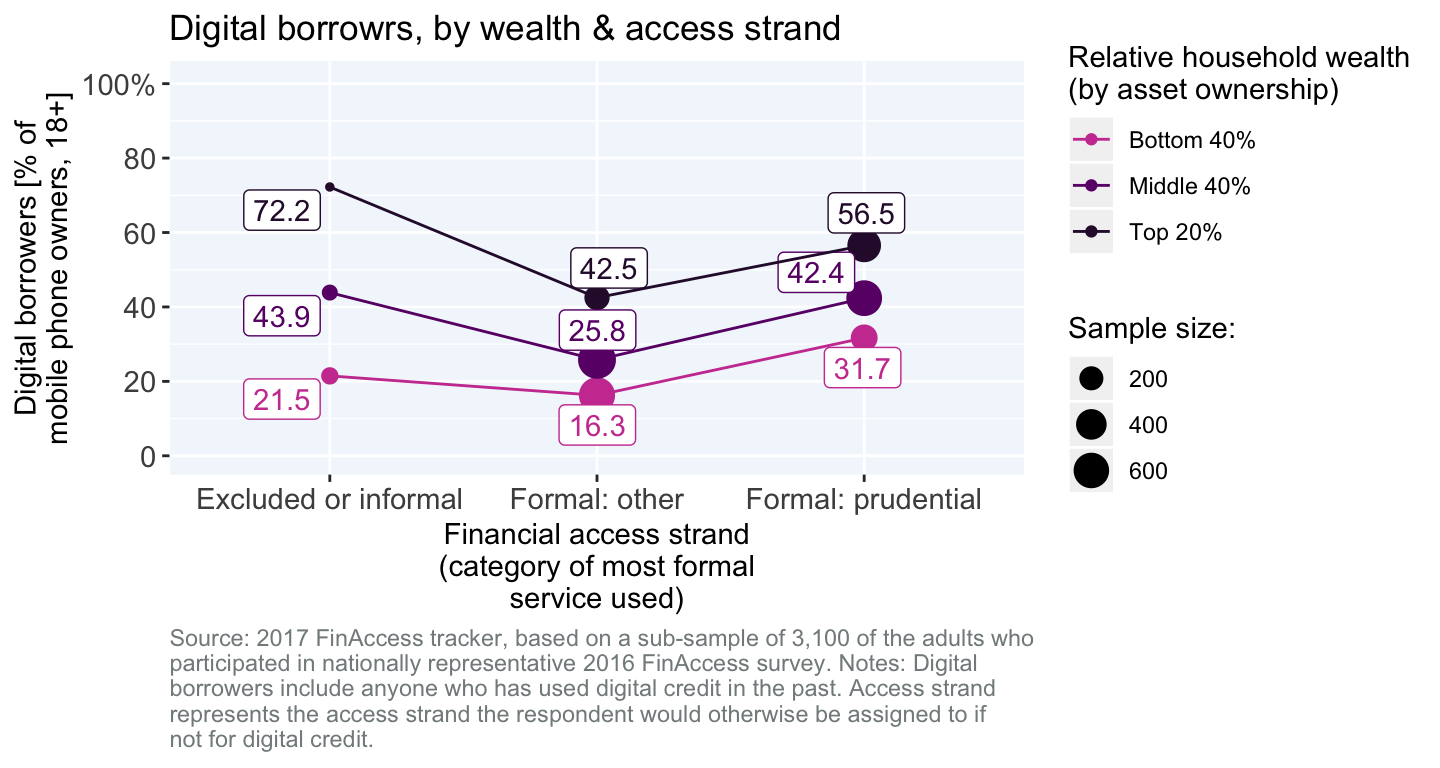 Digital borrowrs, by wealth & access strand
Digital borrowers [% of
mobile phone owners, 18+]
100%
80
60
40
20
0
72.2
43.9
21.5
42.5
25.8
16.3
56.5
42.4
31.7
Excluded or informal
Formal: other
Formal: prudential
Financial access strand
(category of most formal
service used)
Relative household wealth
(by asset ownership)
Bottom 40%
Middle 40%
Top 20%
Sample size:
200
400
600
Source: 2017 FinAccess tracker, based on a sub-sample of 3,100 of the adults who
participated in nationally representative 2016 FinAccess survey. Notes: Digital
borrowers include anyone who has used digital credit in the past. Access strand
represents the access strand the respondent would otherwise be assigned to if
not for digital credit.